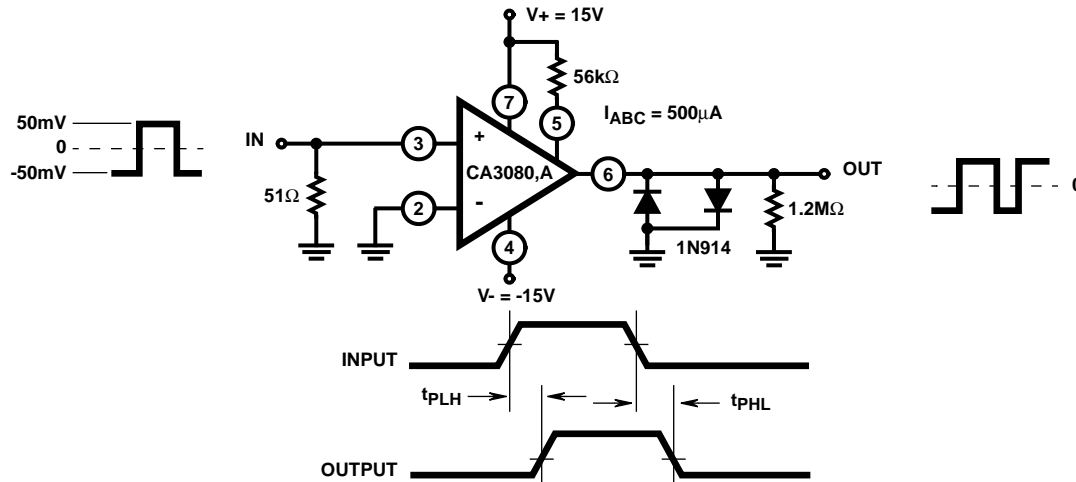 V+ = 15V
56kΩ
7
50mV
0
-50mV
IN
3
+
5
I_ABC = 500µA
CA3080,A
6
OUT
0
51Ω
2
-
1.2MΩ
4
1N914
V- = -15V
INPUT
t_PLH
t_PHL
OUTPUT